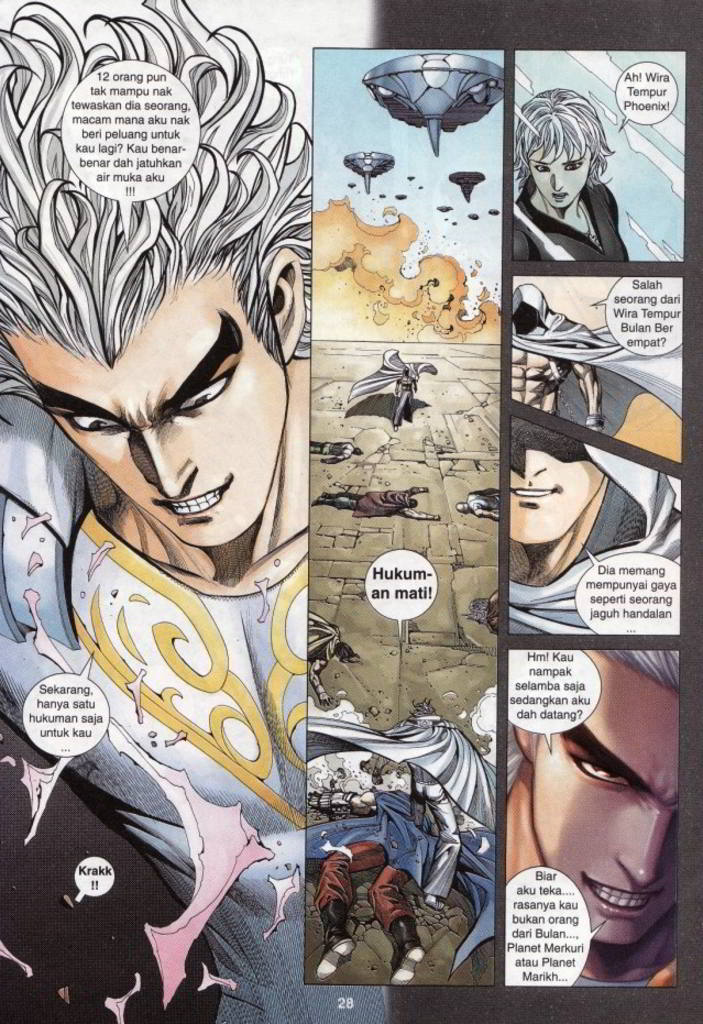 12 orang pun
tak mampu nak
tewaskan dia seorang,
macam mana aku nak
beri peluang untuk
kau lagi? Kau benar-
benar dah jatuhkan
air muka aku
!!!
Sekarang,
hanya satu
hukuman saja
untuk kau
...
Krakk
!!
Hukum-
an mati!
Ah! Wira
Tempur
Phoenix!
Salah
seorang dari
Wira Tempur
Bulan Ber
empat?
Dia memang
mempunyai gaya
seperti seorang
jaguh handalan
...
Hm! Kau
nampak
selamba saja
sedangkan aku
dah datang?
Biar
aku teka....
rasanya kau
bukan orang
dari Bulan...,
Planet Merkuri
atau Planet
Marikh...
28